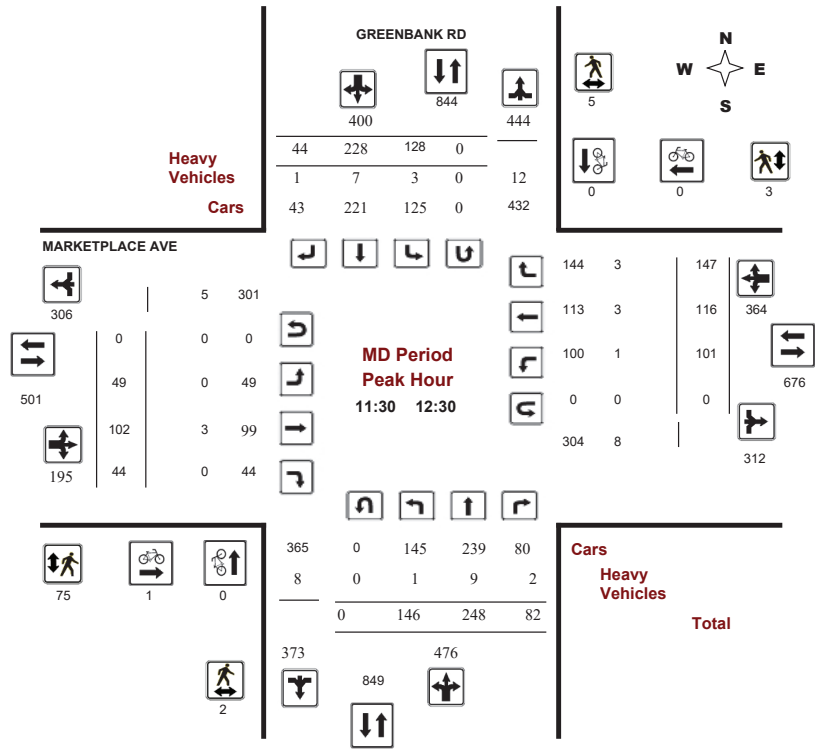 GREENBANK RD
N
W E
S
844
5
400
444
44 228 128 0
Heavy
Vehicles
1 7 3 0 12
0 0 3
Cars
43 221 125 0 432
MARKETPLACE AVE
144 3 147
5 301
306
113 3 116 364
0 0 0
MD Period
Peak Hour
11:30 12:30
100 1 101
49 0 49
676
501
0 0 0
102 3 99
304 8
312
195
44 0 44
365 0 145 239 80
Cars
8 0 1 9 2
Heavy
Vehicles
75 1 0
0 146 248 82
Total
373 476
849
2